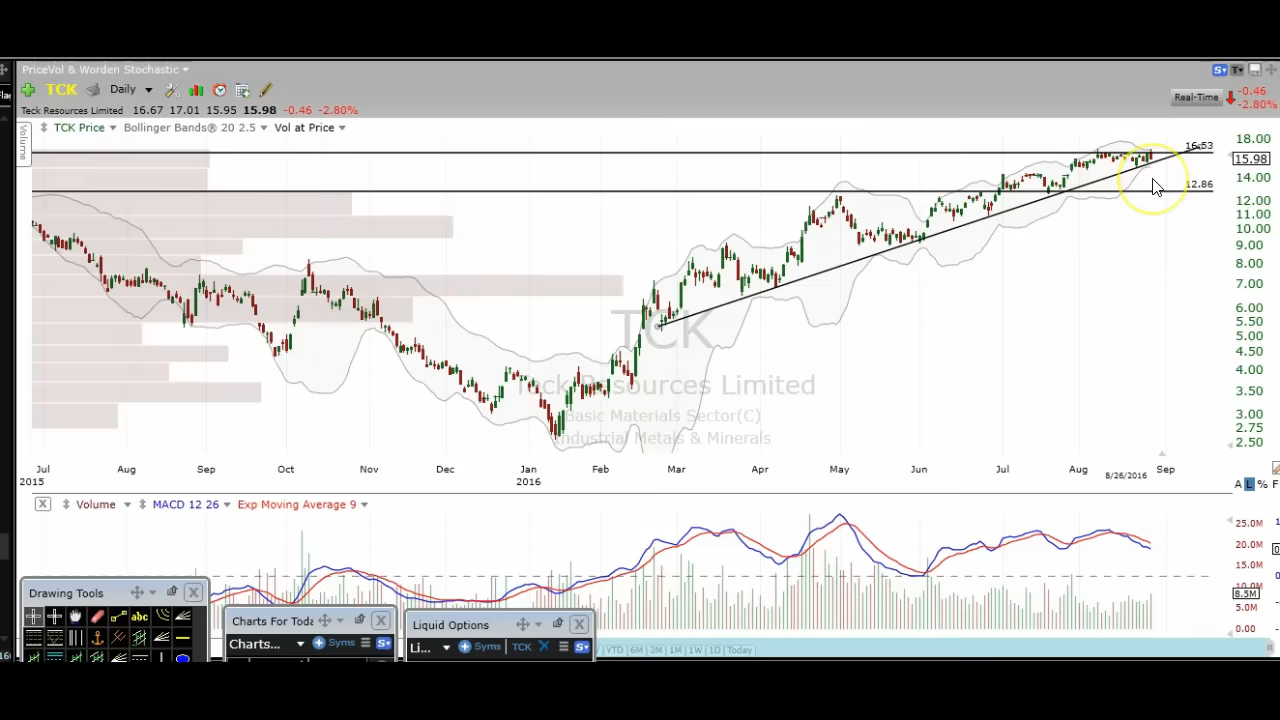 Fla
PriceVol & Worden Stochastic
TCK Daily
Teck Resources Limited 16.67 17.01 15.95 15.98 -0.46 -2.80%
Real-Time -0.46
-2.80%
TCK Price Bollinger Bands® 20 2.5 Vol at Price
Volume
16.53
12.86
18.00
15.98
14.00
12.00
11.00
10.00
9.00
8.00
7.00
6.00
5.50
5.00
4.50
4.00
3.50
3.00
2.75
2.50
TCK
Teck Resources Limited
Basic Materials Sector(C)
Industrial Metals & Minerals
Jul Aug Sep Oct Nov Dec Jan Feb Mar Apr May Jun Jul Aug 8/26/2016 Sep
2015 2016
A L % F
X Volume MACD 12 26 Exp Moving Average 9
25.0M
20.0M
15.0M
10.0M
8.5M
5.0M
0.00
Drawing Tools X
abc
Charts For Toda X
Charts... Syms S
Liquid Options X
Li... Syms TCK X S
YTD 6M 3M 1M 1W 1D Today